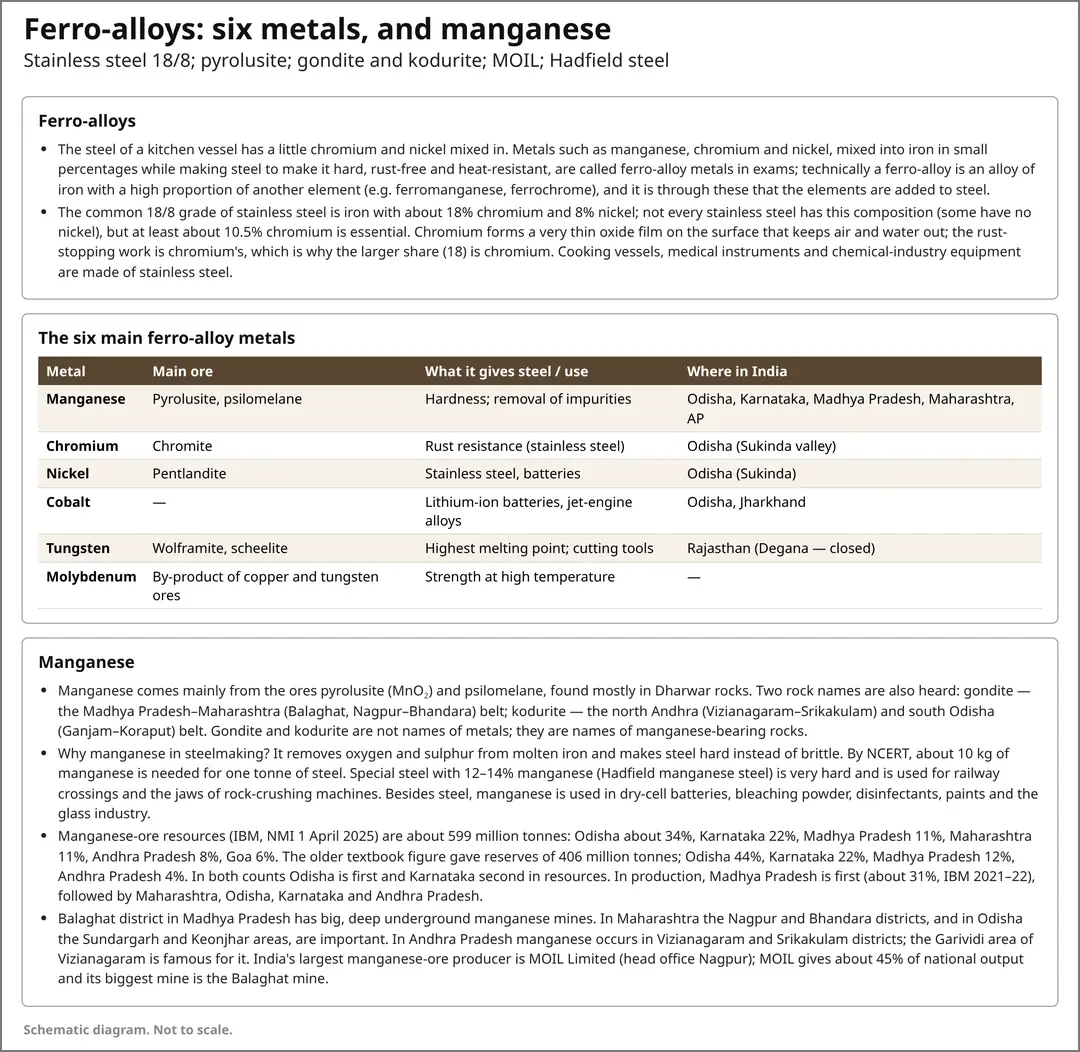 Ferro-alloys: six metals, and manganese
Stainless steel 18/8; pyrolusite; gondite and kodurite; MOIL; Hadfield steel
Ferro-alloys
• The steel of a kitchen vessel has a little chromium and nickel mixed in. Metals such as manganese, chromium and nickel, mixed into iron in small
percentages while making steel to make it hard, rust-free and heat-resistant, are called ferro-alloy metals in exams; technically a ferro-alloy is an alloy of
iron with a high proportion of another element (e.g. ferromanganese, ferrochrome), and it is through these that the elements are added to steel.
• The common 18/8 grade of stainless steel is iron with about 18% chromium and 8% nickel; not every stainless steel has this composition (some have no
nickel), but at least about 10.5% chromium is essential. Chromium forms a very thin oxide film on the surface that keeps air and water out; the rust-
stopping work is chromium's, which is why the larger share (18) is chromium. Cooking vessels, medical instruments and chemical-industry equipment
are made of stainless steel.
The six main ferro-alloy metals
Metal Main ore What it gives steel / use Where in India
Manganese Pyrolusite, psilomelane Hardness; removal of impurities Odisha, Karnataka, Madhya Pradesh, Maharashtra,
AP
Chromium Chromite Rust resistance (stainless steel) Odisha (Sukinda valley)
Nickel Pentlandite Stainless steel, batteries Odisha (Sukinda)
Cobalt — Lithium-ion batteries, jet-engine Odisha, Jharkhand
alloys
Tungsten Wolframite, scheelite Highest melting point; cutting tools Rajasthan (Degana — closed)
Molybdenum By-product of copper and tungsten Strength at high temperature —
ores
Manganese
• Manganese comes mainly from the ores pyrolusite (MnO₂) and psilomelane, found mostly in Dharwar rocks. Two rock names are also heard: gondite —
the Madhya Pradesh–Maharashtra (Balaghat, Nagpur–Bhandara) belt; kodurite — the north Andhra (Vizianagaram–Srikakulam) and south Odisha
(Ganjam–Koraput) belt. Gondite and kodurite are not names of metals; they are names of manganese-bearing rocks.
• Why manganese in steelmaking? It removes oxygen and sulphur from molten iron and makes steel hard instead of brittle. By NCERT, about 10 kg of
manganese is needed for one tonne of steel. Special steel with 12–14% manganese (Hadfield manganese steel) is very hard and is used for railway
crossings and the jaws of rock-crushing machines. Besides steel, manganese is used in dry-cell batteries, bleaching powder, disinfectants, paints and the
glass industry.
• Manganese-ore resources (IBM, NMI 1 April 2025) are about 599 million tonnes: Odisha about 34%, Karnataka 22%, Madhya Pradesh 11%, Maharashtra
11%, Andhra Pradesh 8%, Goa 6%. The older textbook figure gave reserves of 406 million tonnes; Odisha 44%, Karnataka 22%, Madhya Pradesh 12%,
Andhra Pradesh 4%. In both counts Odisha is first and Karnataka second in resources. In production, Madhya Pradesh is first (about 31%, IBM 2021–22),
followed by Maharashtra, Odisha, Karnataka and Andhra Pradesh.
• Balaghat district in Madhya Pradesh has big, deep underground manganese mines. In Maharashtra the Nagpur and Bhandara districts, and in Odisha
the Sundargarh and Keonjhar areas, are important. In Andhra Pradesh manganese occurs in Vizianagaram and Srikakulam districts; the Garividi area of
Vizianagaram is famous for it. India's largest manganese-ore producer is MOIL Limited (head office Nagpur); MOIL gives about 45% of national output
and its biggest mine is the Balaghat mine.
Schematic diagram. Not to scale.